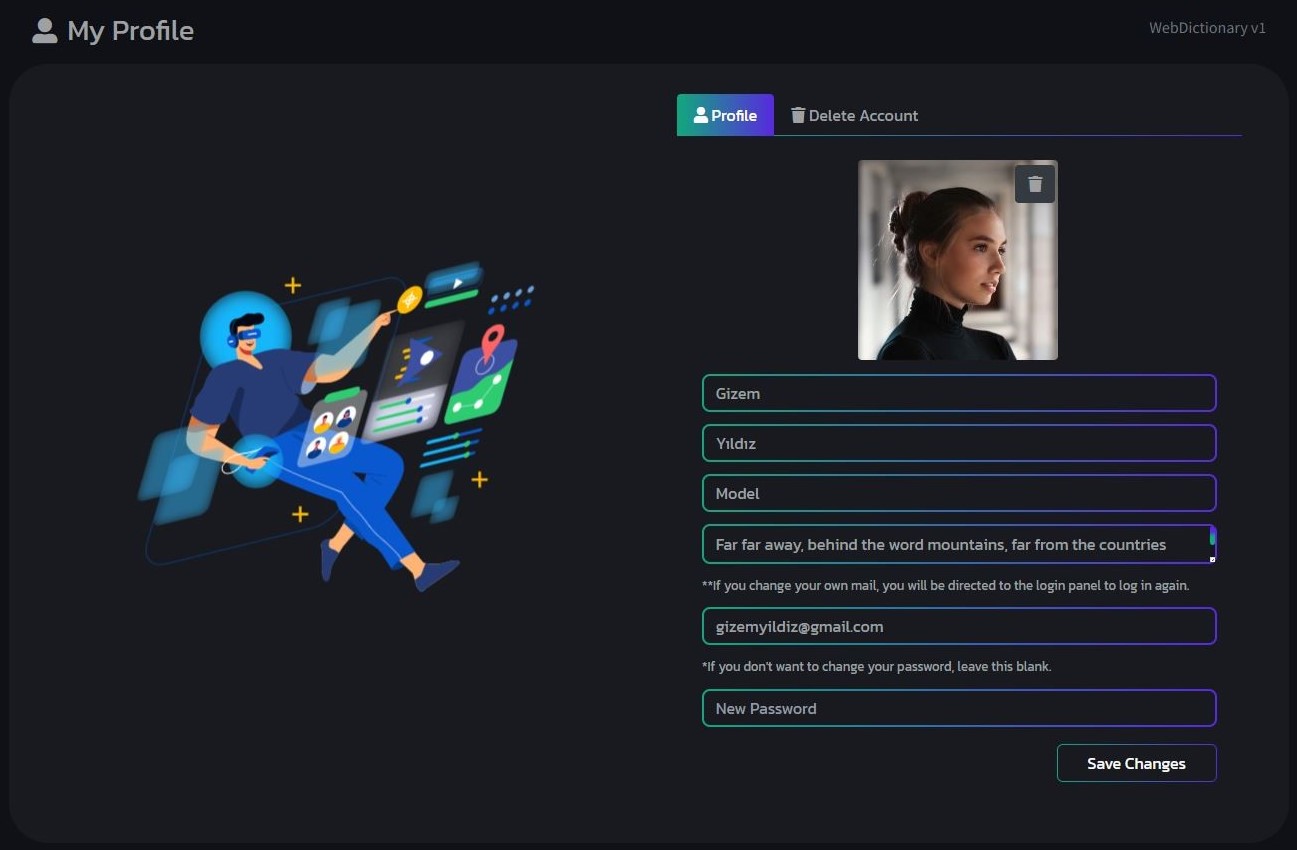 My Profile
WebDictionary v1
Profile
Delete Account
Gizem
Yıldız
Model
Far far away, behind the word mountains, far from the countries
**If you change your own mail, you will be directed to the login panel to log in again.
gizemyildiz@gmail.com
*If you don't want to change your password, leave this blank.
New Password
Save Changes